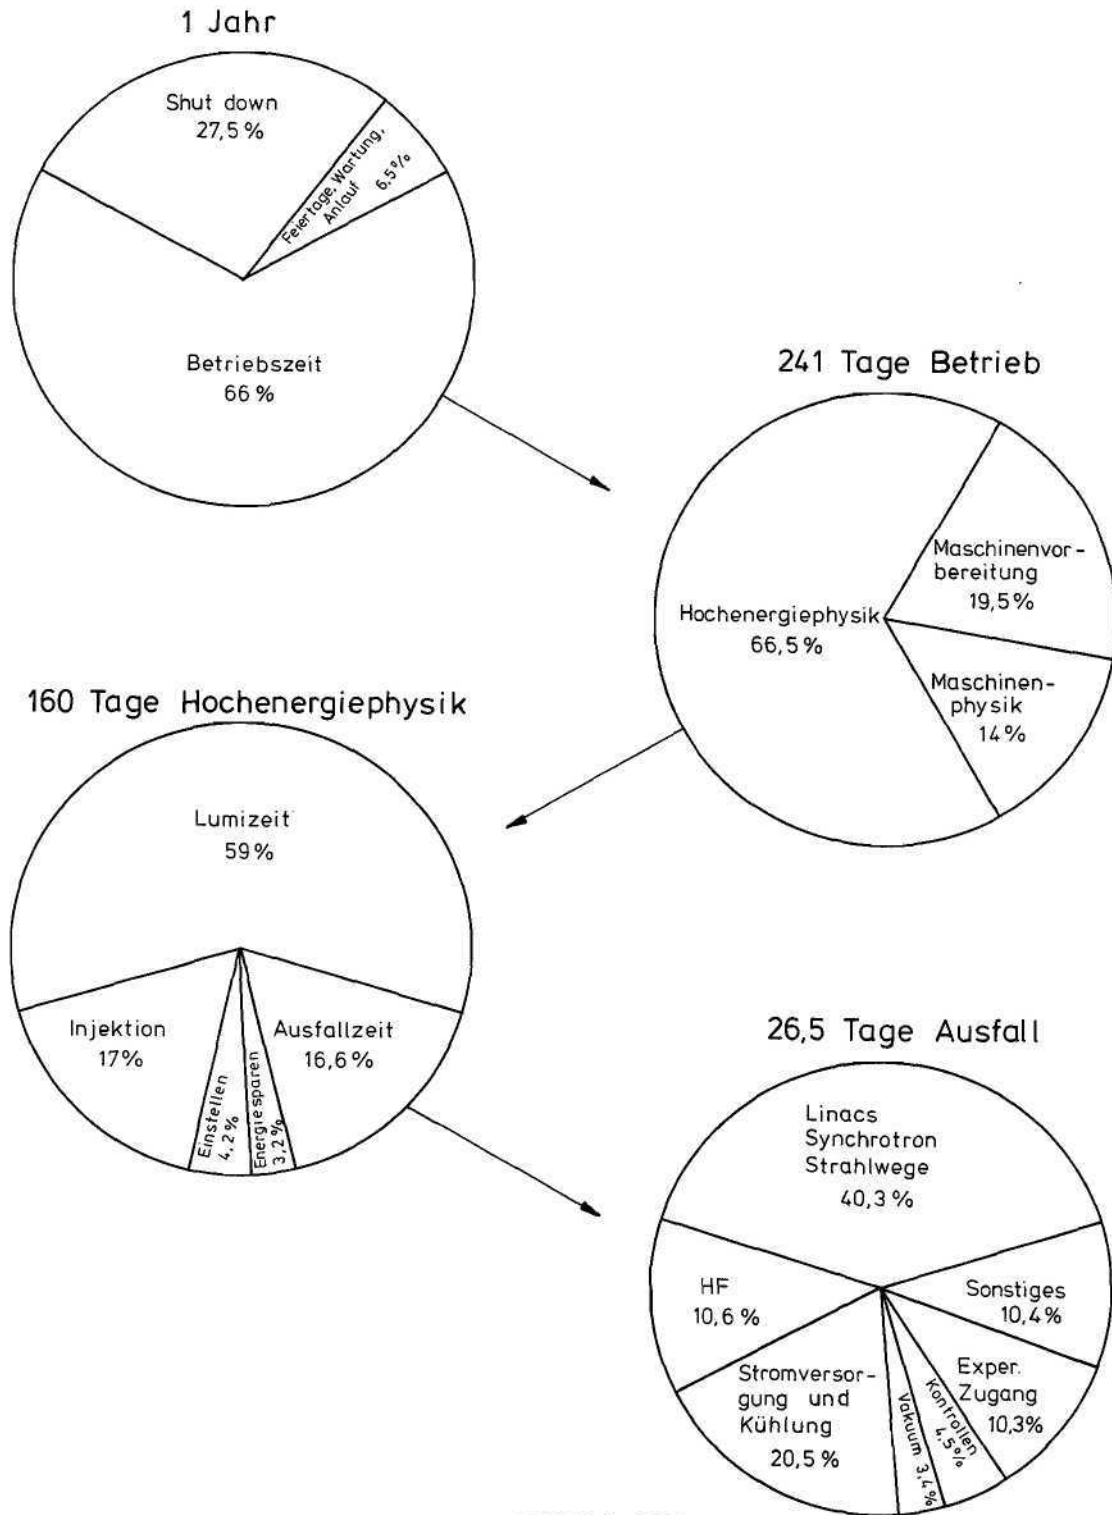 1 Jahr
Shut down
27,5 %
Feiertage, Wartung,
Anlauf 6,5%
Betriebszeit
66 %
241 Tage Betrieb
Maschinenvor-
bereitung
19,5 %
Hochenergiephysik
66,5 %
Maschinen-
physik
14 %
160 Tage Hochenergiephysik
Lumizeit
59 %
Injektion
17%
Einstellen
4,2 %
Energie sparen
3,2 %
Ausfallzeit
16,6 %
26,5 Tage Ausfall
Linacs
Synchrotron
Strahlwege
40,3 %
HF
10,6 %
Sonstiges
10,4 %
Stromversor-
gung und
Kühlung
20,5 %
Vakuum 3,4 %
Kontrollen
4,5 %
Exper.
Zugang
10,3%